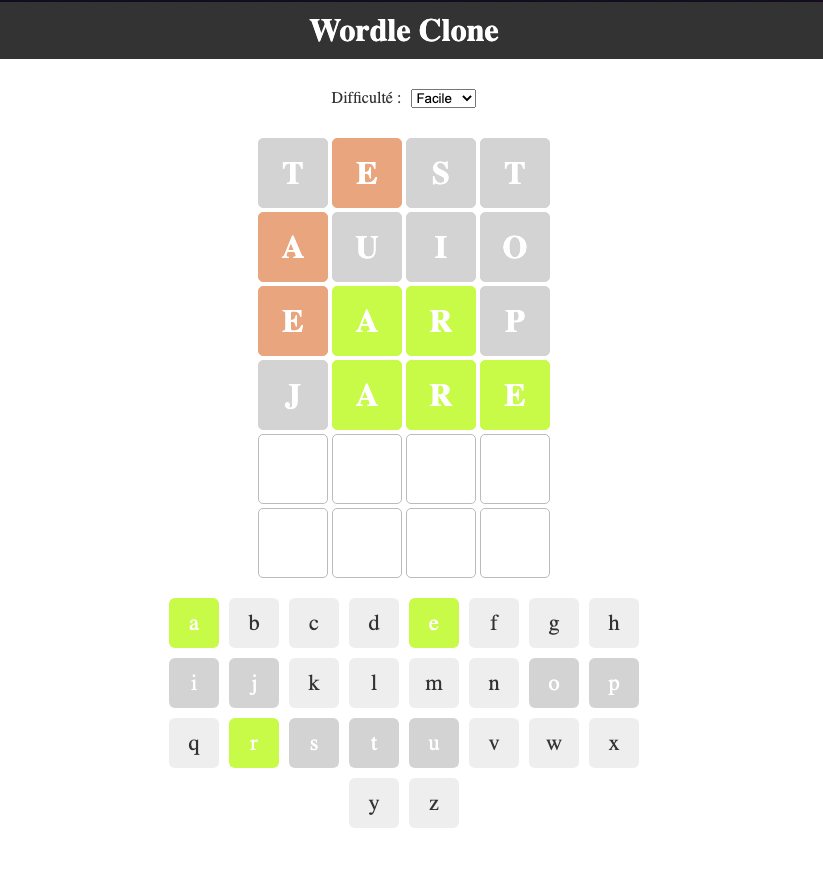 Wordle Clone
Difficulté : Facile
T E S T
A U I O
E A R P
J A R E
a b c d e f g h
i j k l m n o p
q r s t u v w x
y z